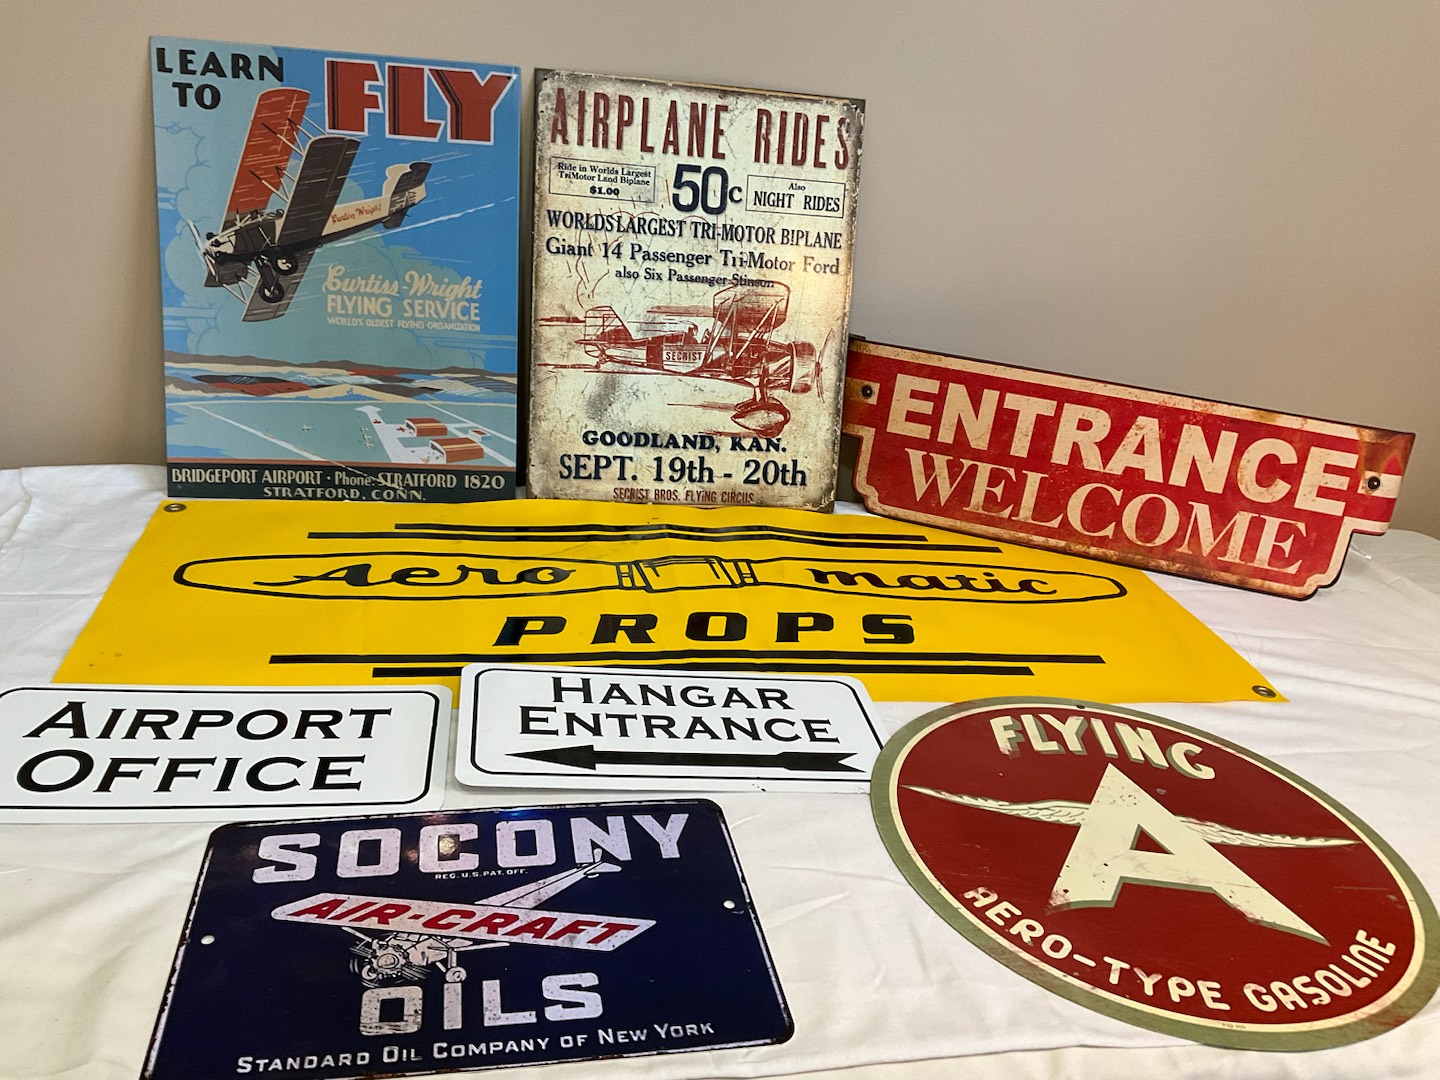 LEARN
TO
FLY
Curtiss-Wright
Curtiss-Wright
FLYING SERVICE
WORLD'S OLDEST FLYING ORGANIZATION
BRIDGEPORT AIRPORT · Phone: STRATFORD 1820
STRATFORD, CONN.
AIRPLANE RIDES
Ride in Worlds Largest
TriMotor Land Biplane
$1.00
50c
Also
NIGHT RIDES
WORLDS LARGEST TRI-MOTOR BIPLANE
Giant 14 Passenger Tri-Motor Ford
also Six Passenger Stinson
SECRIST
GOODLAND, KAN.
SEPT. 19th - 20th
SECRIST BROS. FLYING CIRCUS
ENTRANCE
WELCOME
Aero matic
PROPS
AIRPORT
OFFICE
HANGAR
ENTRANCE
SOCONY
REG. U.S. PAT. OFF.
AIR-CRAFT
OILS
STANDARD OIL COMPANY OF NEW YORK
FLYING
A
AERO-TYPE GASOLINE